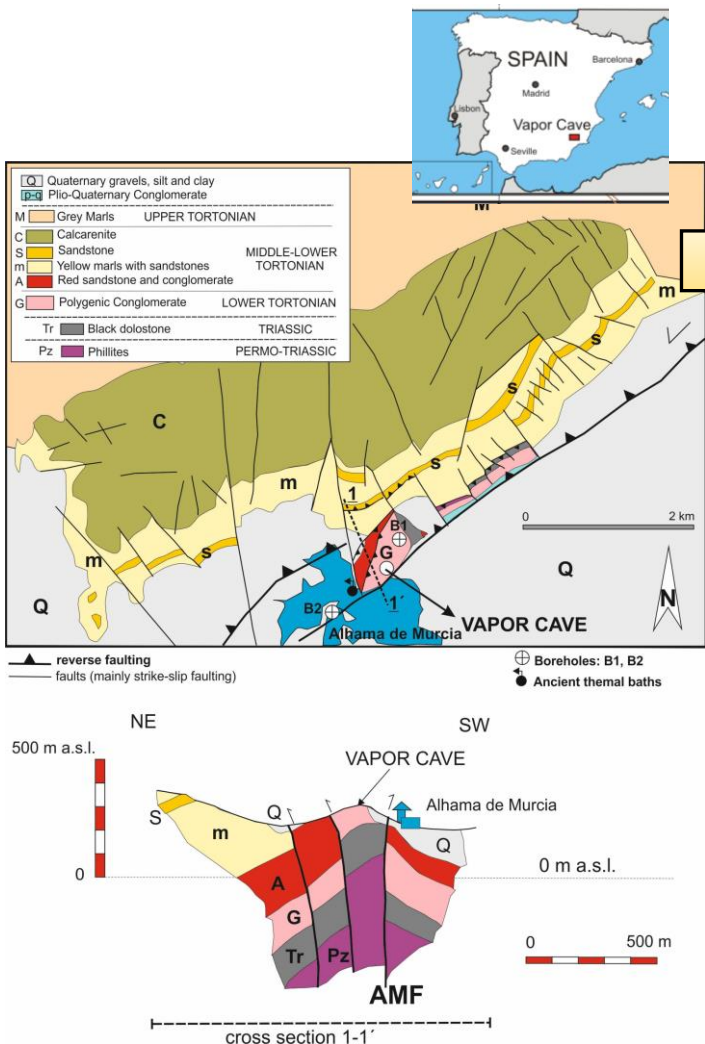 SPAIN
Barcelona
Madrid
Lisbon
Vapor Cave
Seville
Q Quaternary gravels, silt and clay
p-q Plio-Quaternary Conglomerate
M Grey Marls UPPER TORTONIAN
C Calcarenite
S Sandstone MIDDLE-LOWER
m Yellow marls with sandstones TORTONIAN
A Red sandstone and conglomerate
G Polygenic Conglomerate LOWER TORTONIAN
Tr Black dolostone TRIASSIC
Pz Phillites PERMO-TRIASSIC
M
m
s
C
s
m
s
1
B1
0 2 km
m
s
G
Q
Q
B2
1´
VAPOR CAVE
N
Alhama de Murcia
reverse faulting
faults (mainly strike-slip faulting)
Boreholes: B1, B2
Ancient themal baths
NE SW
500 m a.s.l.
VAPOR CAVE
Alhama de Murcia
S
Q
m
Q
0
A
0 m a.s.l.
G
0 500 m
Tr
Pz
AMF
cross section 1-1´